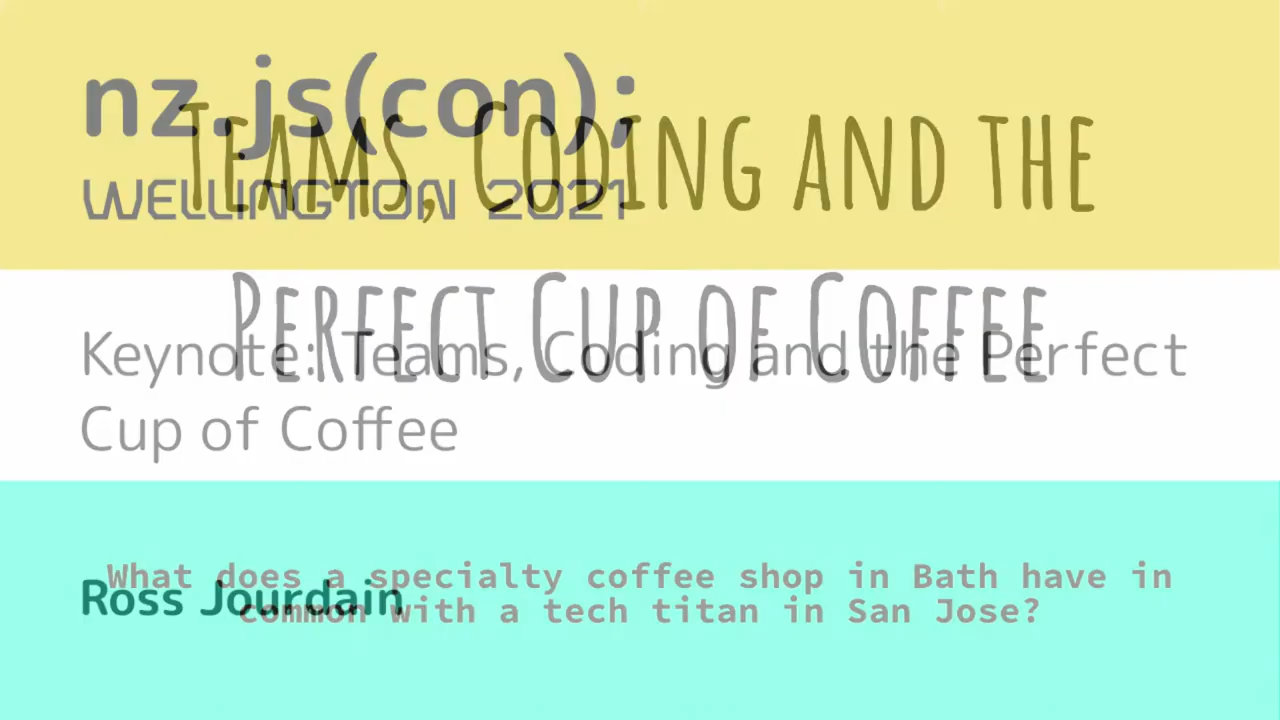 nz.js(con);
WELLINGTON 2021
Teams, Coding and the
Perfect Cup of Coffee
Keynote: Teams, Coding and the Perfect
Cup of Coffee
Ross Jourdain
What does a specialty coffee shop in Bath have in
common with a tech titan in San Jose?